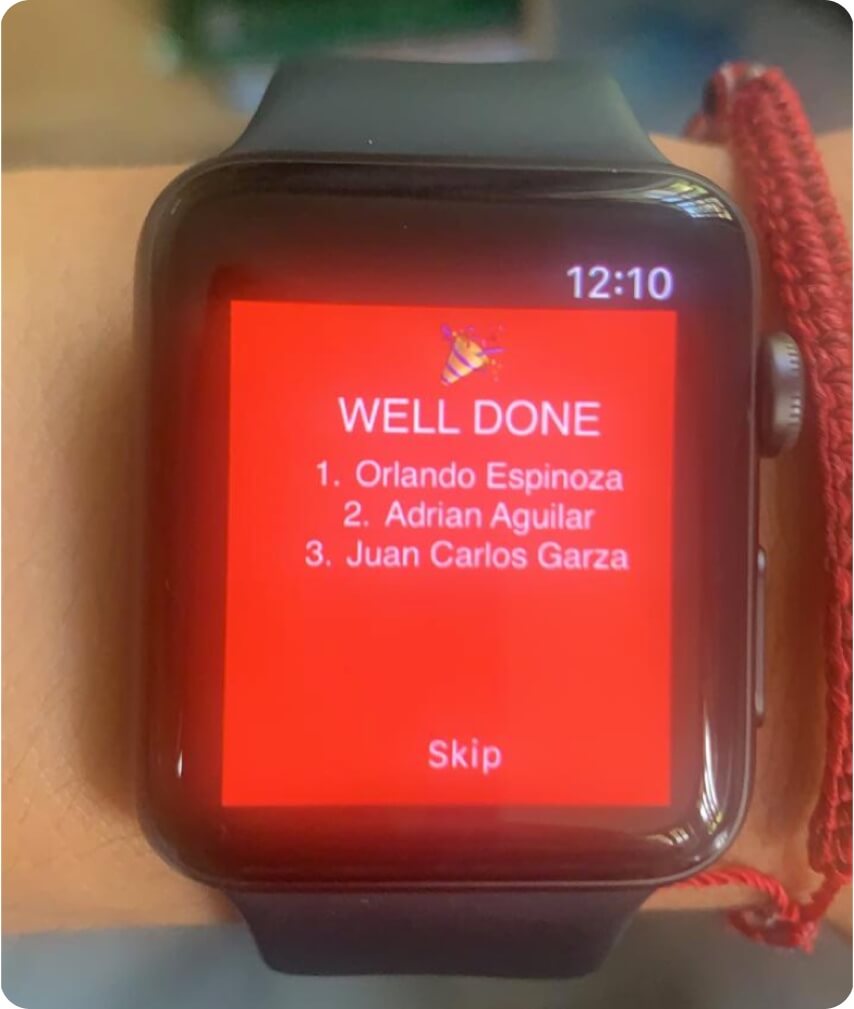 12:10
WELL DONE
1. Orlando Espinoza
2. Adrian Aguilar
3. Juan Carlos Garza
Skip